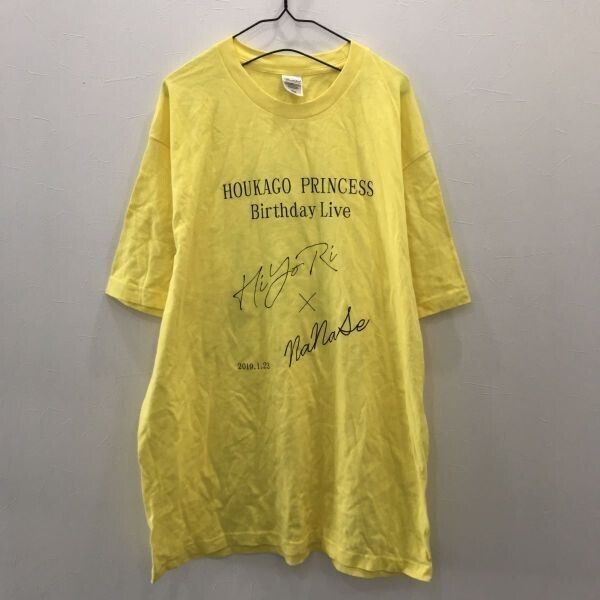 HOUKAGO PRINCESS
Birthday Live
HiYoRi
×
NaNaSe
2019.1.23